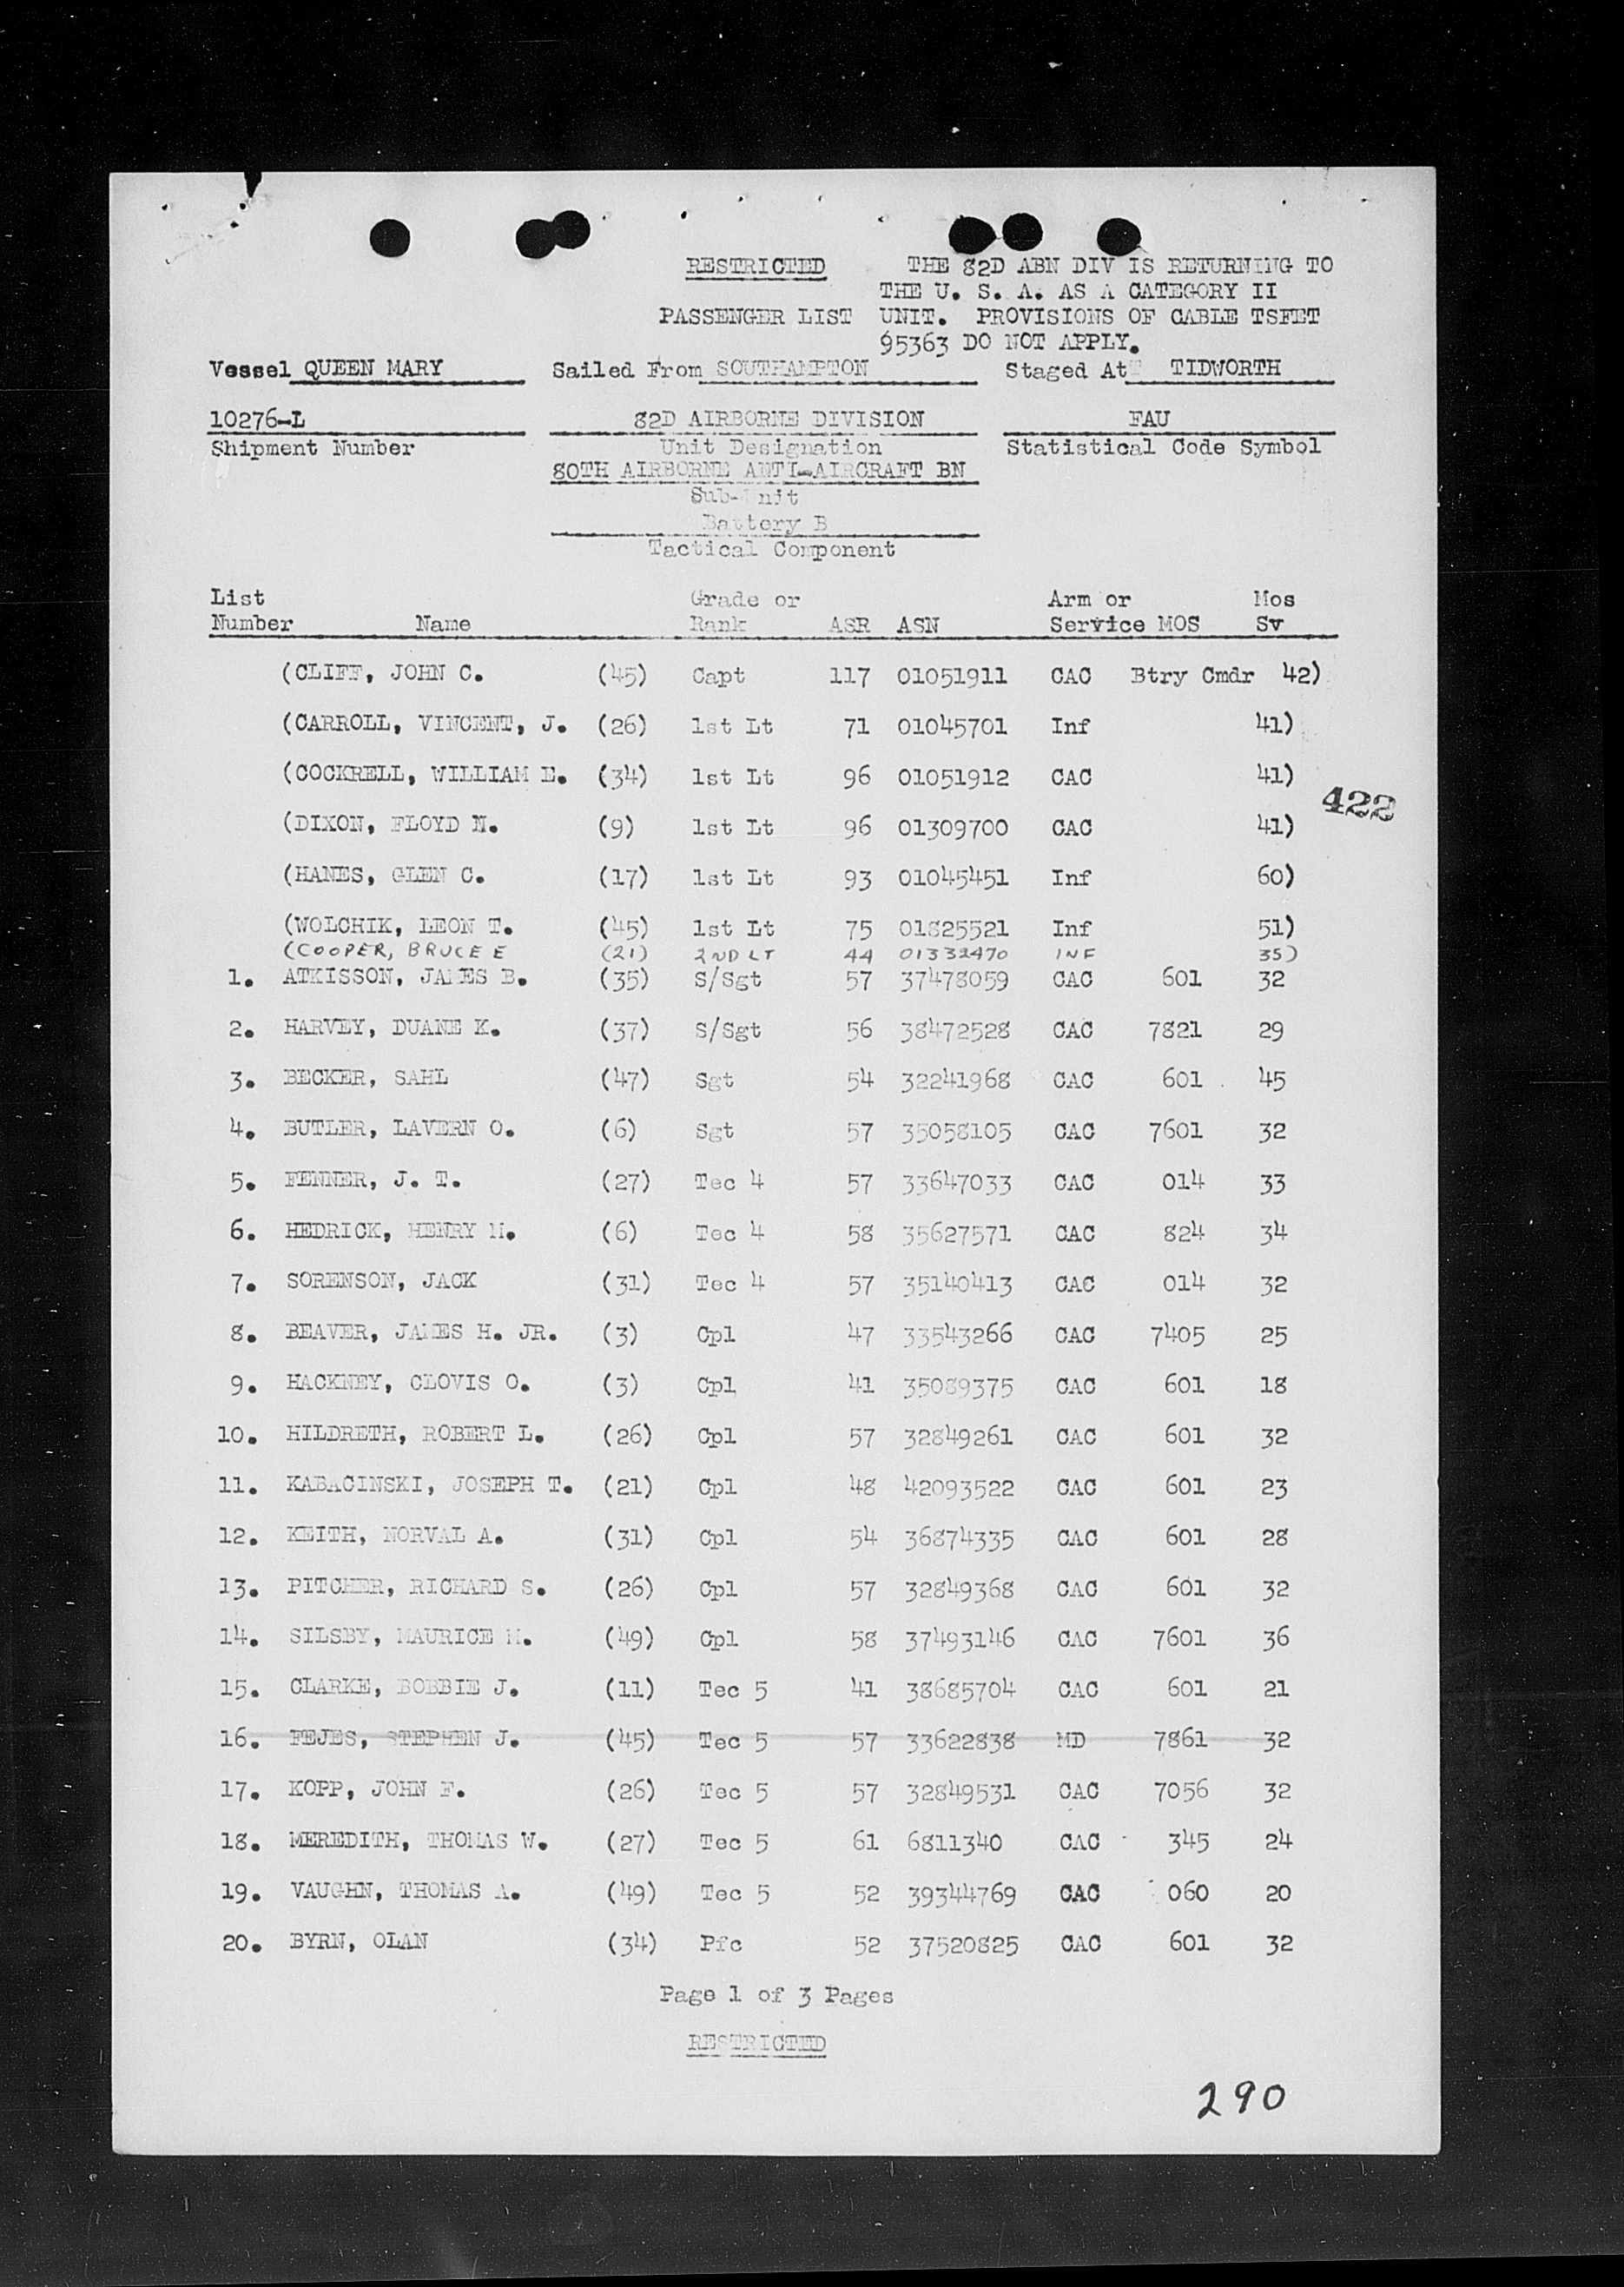 RESTRICTED THE 82D ABN DIV IS RETURNING TO
THE U. S. A. AS A CATEGORY II
PASSENGER LIST UNIT. PROVISIONS OF CABLE TSFET
95363 DO NOT APPLY.
Vessel QUEEN MARY Sailed From SOUTHAMPTON Staged At TIDWORTH
10276-L 82D AIRBORNE DIVISION FAU
Shipment Number Unit Designation Statistical Code Symbol
80TH AIRBORNE ANTI-AIRCRAFT BN
Sub-Unit
Battery B
Tactical Component
List Grade or Arm or Mos
Number Name Rank ASR ASN Service MOS Sv
(CLIFF, JOHN C. (45) Capt 117 01051911 CAC Btry Cmdr 42)
(CARROLL, VINCENT, J. (26) 1st Lt 71 01045701 Inf 41)
(COCKRELL, WILLIAM E. (34) 1st Lt 96 01051912 CAC 41)
422
(DIXON, FLOYD N. (9) 1st Lt 96 01309700 CAC 41)
(HANES, GLEN C. (17) 1st Lt 93 01045451 Inf 60)
(WOLCHIK, LEON T. (45) 1st Lt 75 01825521 Inf 51)
(COOPER, BRUCE E (21) 2ND LT 44 01332470 INF 35)
1. ATKISSON, JAMES B. (35) S/Sgt 57 37478059 CAC 601 32
2. HARVEY, DUANE K. (37) S/Sgt 56 38472528 CAC 7821 29
3. BECKER, SAHL (47) Sgt 54 32241968 CAC 601 45
4. BUTLER, LAVERN O. (6) Sgt 57 35058105 CAC 7601 32
5. FENNER, J. T. (27) Tec 4 57 33647033 CAC 014 33
6. HEDRICK, HENRY M. (6) Tec 4 58 35627571 CAC 824 34
7. SORENSON, JACK (31) Tec 4 57 35140413 CAC 014 32
8. BEAVER, JAMES H. JR. (3) Cpl 47 33543266 CAC 7405 25
9. HACKNEY, CLOVIS O. (3) Cpl 41 35089375 CAC 601 18
10. HILDRETH, ROBERT L. (26) Cpl 57 32849261 CAC 601 32
11. KABACINSKI, JOSEPH T. (21) Cpl 48 42093522 CAC 601 23
12. KEITH, NORVAL A. (31) Cpl 54 36874335 CAC 601 28
13. PITCHER, RICHARD S. (26) Cpl 57 32849368 CAC 601 32
14. SILSBY, MAURICE M. (49) Cpl 58 37493146 CAC 7601 36
15. CLARKE, BOBBIE J. (11) Tec 5 41 38685704 CAC 601 21
16. FEJES, STEPHEN J. (45) Tec 5 57 33622838 MD 7861 32
17. KOPP, JOHN F. (26) Tec 5 57 32849531 CAC 7056 32
18. MEREDITH, THOMAS W. (27) Tec 5 61 6811340 CAC 345 24
19. VAUGHN, THOMAS A. (49) Tec 5 52 39344769 CAC 060 20
20. BYRN, OLAN (34) Pfc 52 37520825 CAC 601 32
Page 1 of 3 Pages
RESTRICTED
290